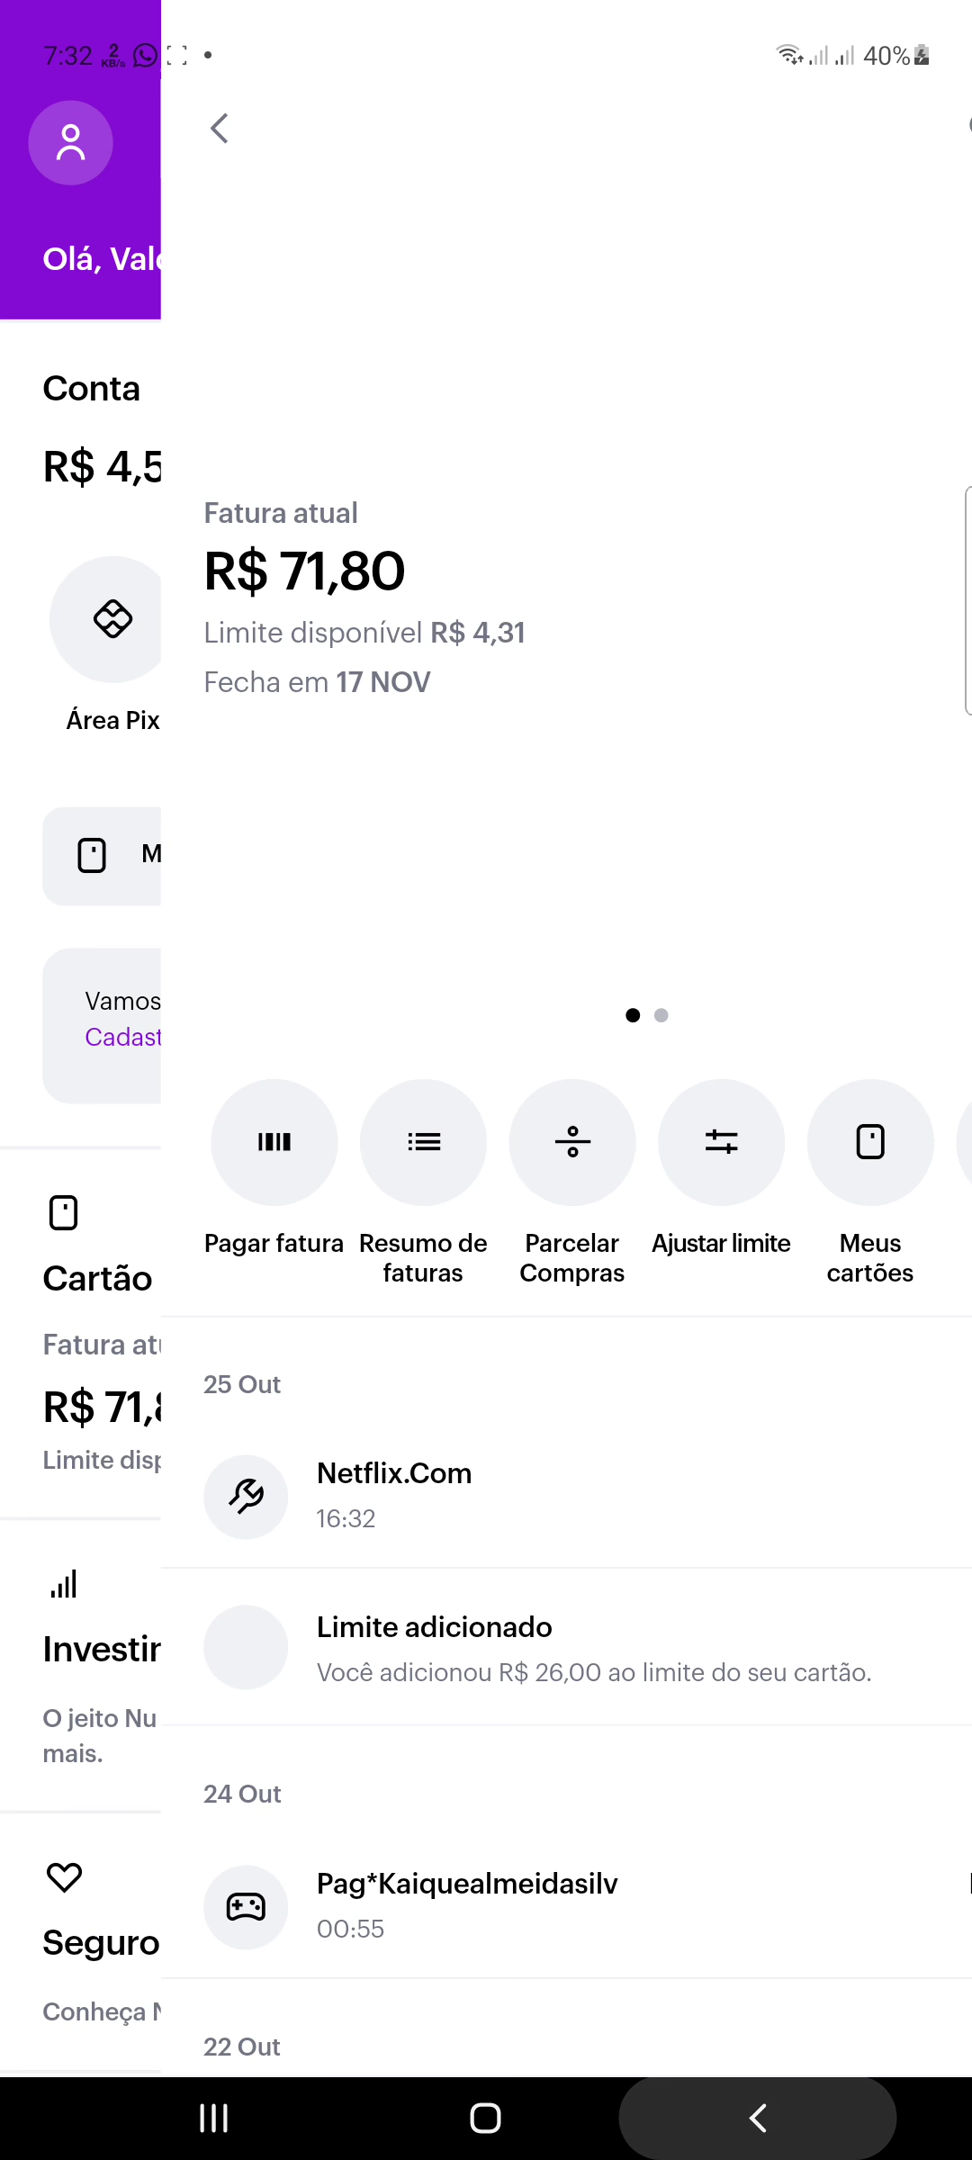 7:32 2 KB/s 40%
Olá, Val
Conta
R$ 4,5
Área Pix
M
Vamos
Cadast
Cartão
Fatura at
R$ 71,8
Limite disp
Investir
O jeito Nu
mais.
Seguro
Conheça N
Fatura atual
R$ 71,80
Limite disponível R$ 4,31
Fecha em 17 NOV
Pagar fatura
Resumo de
faturas
Parcelar
Compras
Ajustar limite
Meus
cartões
25 Out
Netflix.Com
16:32
Limite adicionado
Você adicionou R$ 26,00 ao limite do seu cartão.
24 Out
Pag*Kaiquealmeidasilv
00:55
22 Out